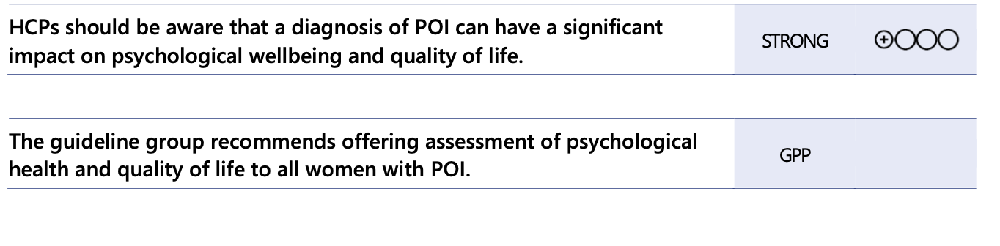 HCPs should be aware that a diagnosis of POI can have a significant
impact on psychological wellbeing and quality of life.
STRONG ⊕○○○
The guideline group recommends offering assessment of psychological
health and quality of life to all women with POI.
GPP